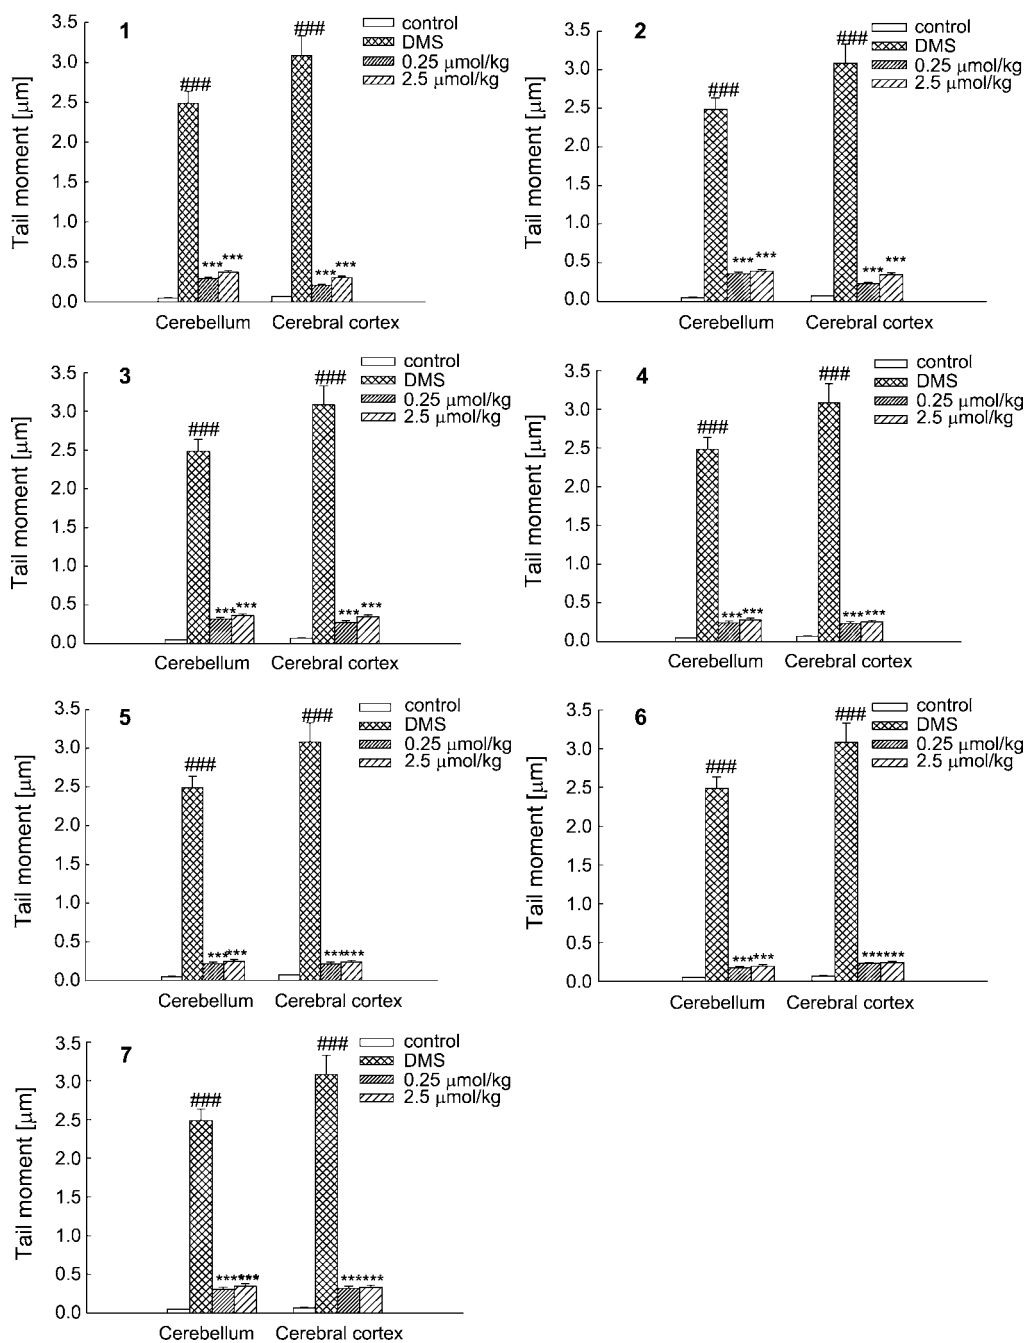 1
Tail moment [μm]
3.5
3.0
2.5
2.0
1.5
1.0
0.5
0.0
###
***
***
###
***
***
control
DMS
0.25 μmol/kg
2.5 μmol/kg
Cerebellum
Cerebral cortex
2
Tail moment [μm]
3.5
3.0
2.5
2.0
1.5
1.0
0.5
0.0
###
***
***
###
***
***
control
DMS
0.25 μmol/kg
2.5 μmol/kg
Cerebellum
Cerebral cortex
3
Tail moment [μm]
3.5
3.0
2.5
2.0
1.5
1.0
0.5
0.0
###
***
***
###
***
***
control
DMS
0.25 μmol/kg
2.5 μmol/kg
Cerebellum
Cerebral cortex
4
Tail moment [μm]
3.5
3.0
2.5
2.0
1.5
1.0
0.5
0.0
###
***
***
###
***
***
control
DMS
0.25 μmol/kg
2.5 μmol/kg
Cerebellum
Cerebral cortex
5
Tail moment [μm]
3.5
3.0
2.5
2.0
1.5
1.0
0.5
0.0
###
***
***
###
***
***
control
DMS
0.25 μmol/kg
2.5 μmol/kg
Cerebellum
Cerebral cortex
6
Tail moment [μm]
3.5
3.0
2.5
2.0
1.5
1.0
0.5
0.0
###
***
***
###
***
***
control
DMS
0.25 μmol/kg
2.5 μmol/kg
Cerebellum
Cerebral cortex
7
Tail moment [μm]
3.5
3.0
2.5
2.0
1.5
1.0
0.5
0.0
###
***
***
###
***
***
control
DMS
0.25 μmol/kg
2.5 μmol/kg
Cerebellum
Cerebral cortex